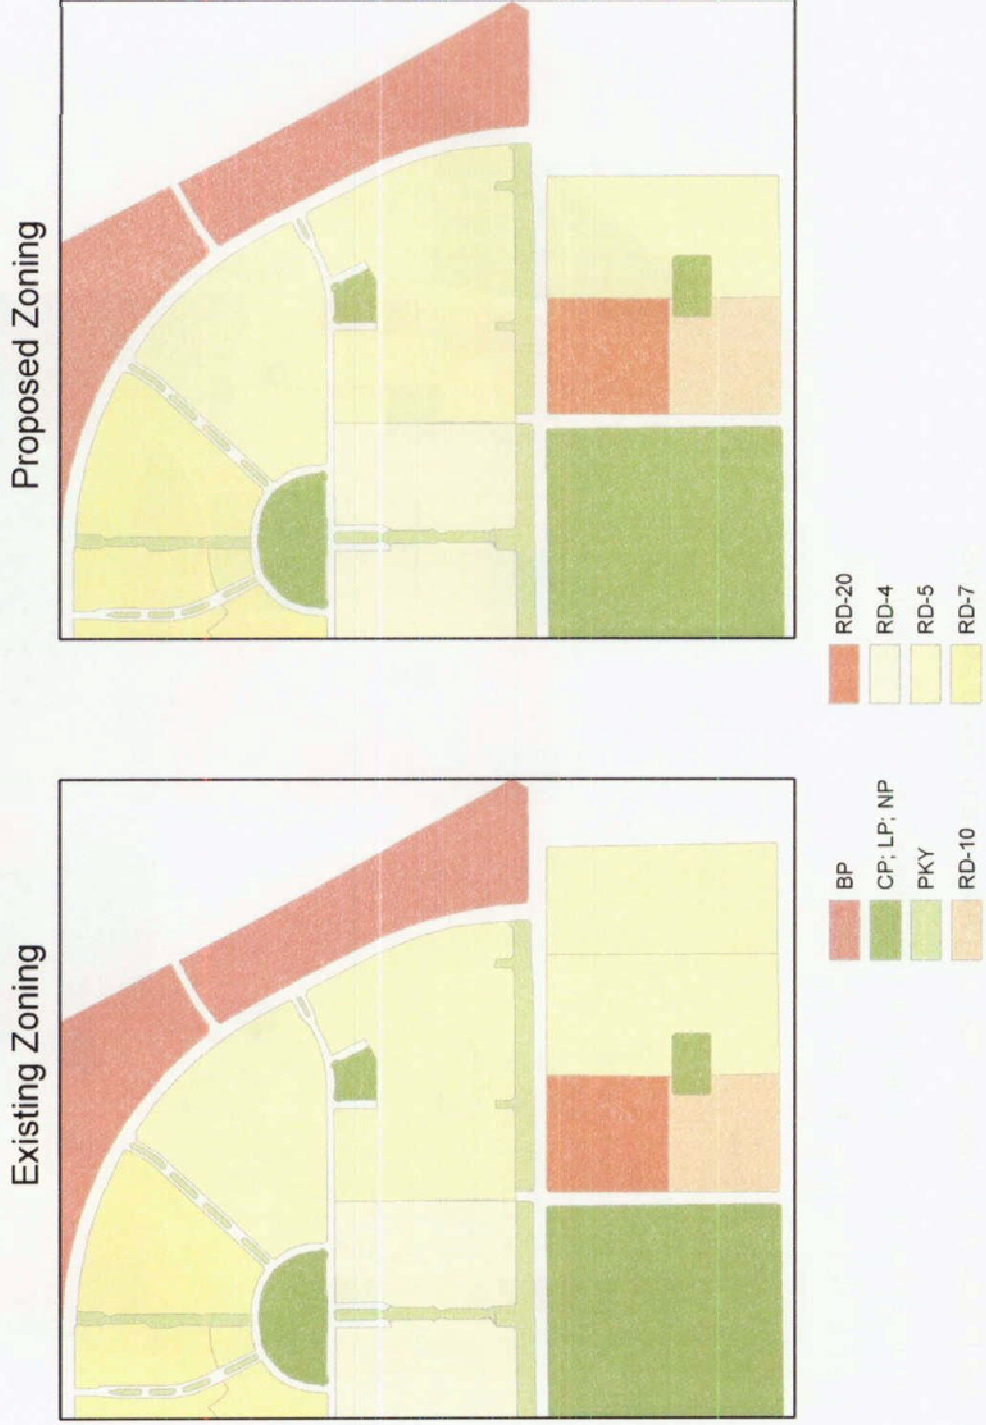 Existing Zoning
Proposed Zoning
BP
CP; LP; NP
PKY
RD-10
RD-20
RD-4
RD-5
RD-7